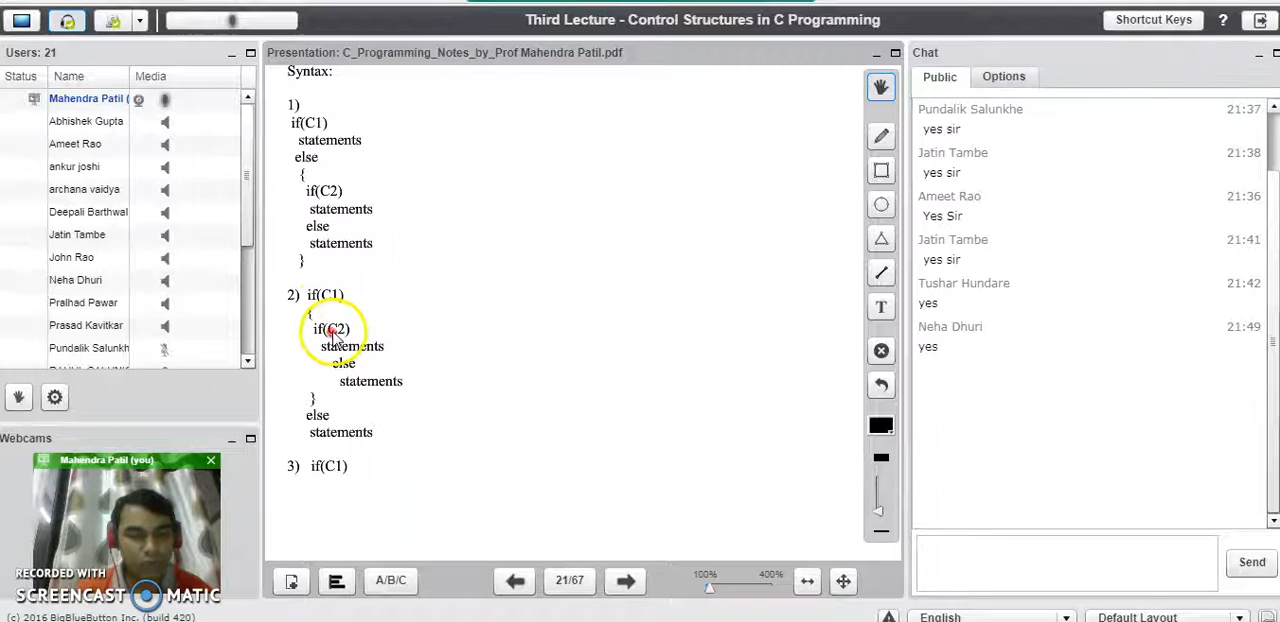 Third Lecture - Control Structures in C Programming
Shortcut Keys
?
Users: 21
Status Name Media
Mahendra Patil (
Abhishek Gupta
Ameet Rao
ankur joshi
archana vaidya
Deepali Barthwal
Jatin Tambe
John Rao
Neha Dhuri
Pralhad Pawar
Prasad Kavitkar
Pundalik Salunkh
Webcams
Mahendra Patil (you)
RECORDED WITH
SCREENCAST MATIC
(c) 2016 BigBlueButton Inc. (build 420)
Presentation: C_Programming_Notes_by_Prof Mahendra Patil.pdf
Syntax:
1)
if(C1)
statements
else
{
if(C2)
statements
else
statements
}
2) if(C1)
{
if(C2)
statements
else
statements
}
else
statements
3) if(C1)
T
A/B/C
21/67
100% 400%
Chat
Public Options
Pundalik Salunkhe 21:37
yes sir
Jatin Tambe 21:38
yes sir
Ameet Rao 21:36
Yes Sir
Jatin Tambe 21:41
yes sir
Tushar Hundare 21:42
yes
Neha Dhuri 21:49
yes
Send
English
Default Layout